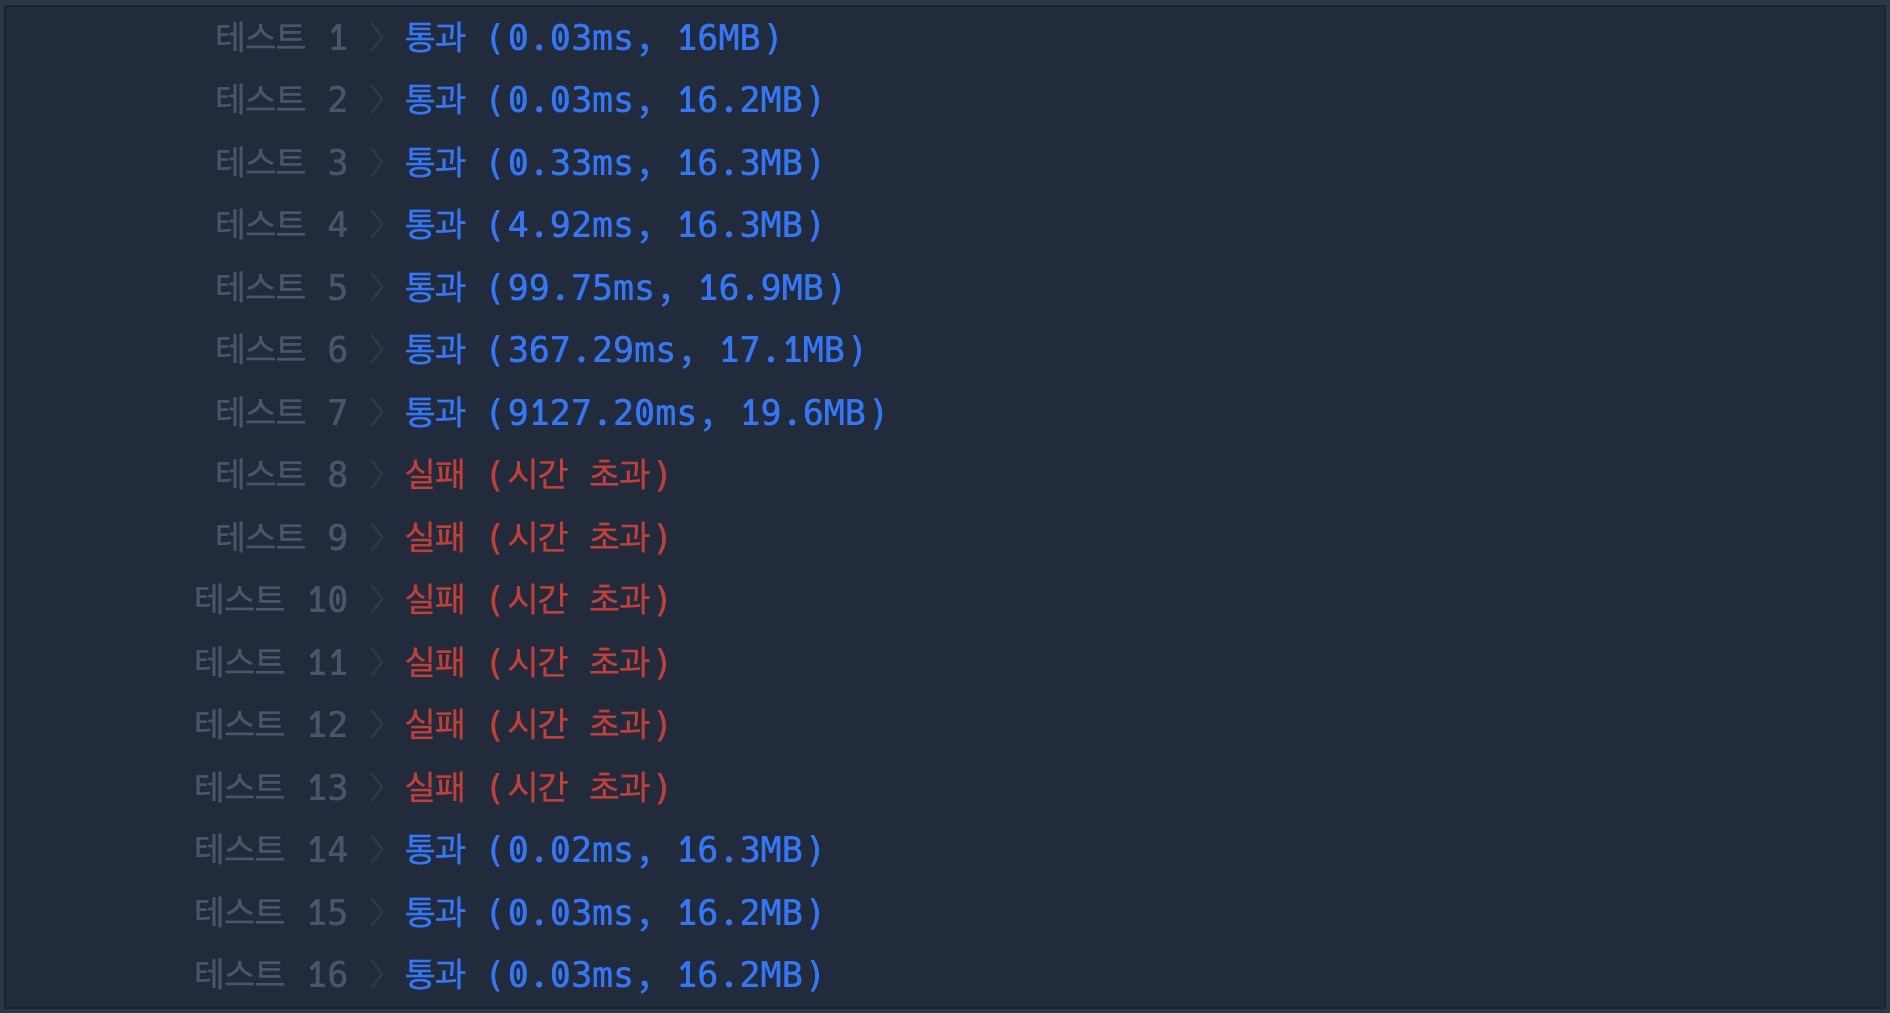 테스트 1 〉 통과 (0.03ms, 16MB)
테스트 2 〉 통과 (0.03ms, 16.2MB)
테스트 3 〉 통과 (0.33ms, 16.3MB)
테스트 4 〉 통과 (4.92ms, 16.3MB)
테스트 5 〉 통과 (99.75ms, 16.9MB)
테스트 6 〉 통과 (367.29ms, 17.1MB)
테스트 7 〉 통과 (9127.20ms, 19.6MB)
테스트 8 〉 실패 (시간 초과)
테스트 9 〉 실패 (시간 초과)
테스트 10 〉 실패 (시간 초과)
테스트 11 〉 실패 (시간 초과)
테스트 12 〉 실패 (시간 초과)
테스트 13 〉 실패 (시간 초과)
테스트 14 〉 통과 (0.02ms, 16.3MB)
테스트 15 〉 통과 (0.03ms, 16.2MB)
테스트 16 〉 통과 (0.03ms, 16.2MB)